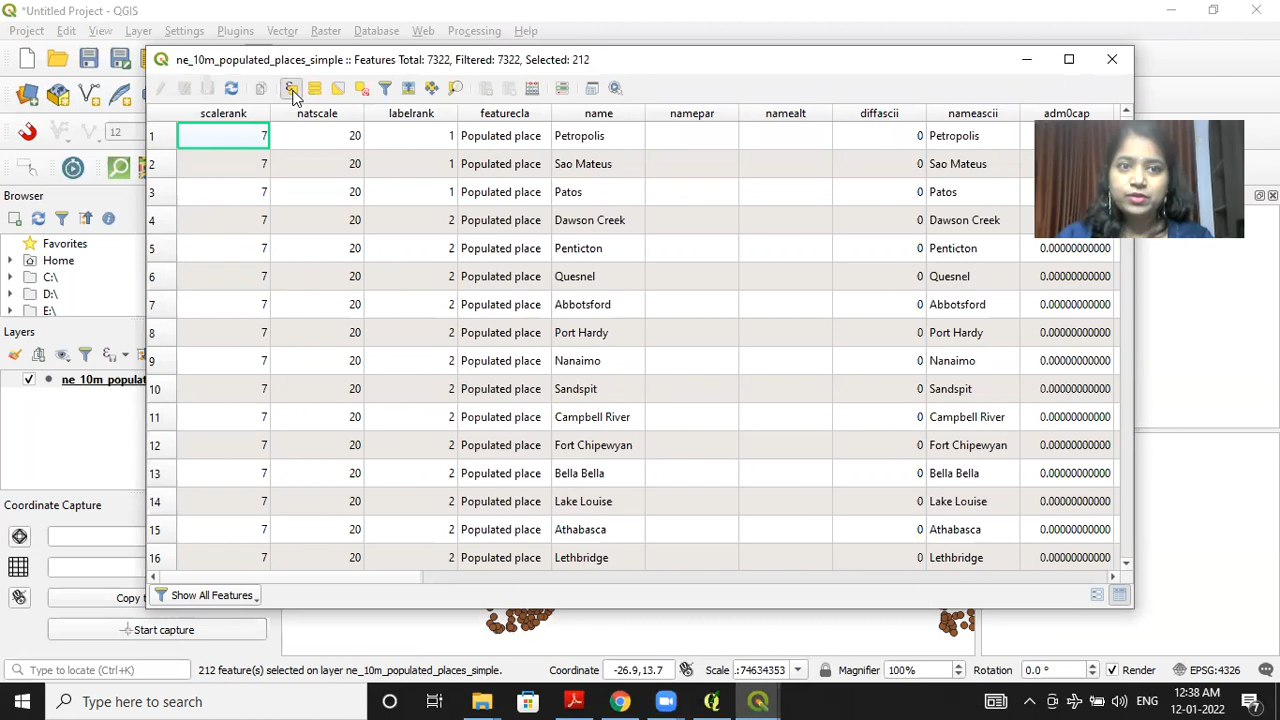 *Untitled Project — QGIS
Project Edit View Layer Settings Plugins Vector Raster Database Web Processing Help
ne_10m_populated_places_simple :: Features Total: 7322, Filtered: 7322, Selected: 212
12
scalerank natscale labelrank featurecla name namepar namealt diffascii nameascii adm0cap
1 7 20 1 Populated place Petropolis 0 Petropolis
2 7 20 1 Populated place Sao Mateus 0 Sao Mateus
3 7 20 1 Populated place Patos 0 Patos
4 7 20 2 Populated place Dawson Creek 0 Dawson Creek
5 7 20 2 Populated place Penticton 0 Penticton 0.00000000000
6 7 20 2 Populated place Quesnel 0 Quesnel 0.00000000000
7 7 20 2 Populated place Abbotsford 0 Abbotsford 0.00000000000
8 7 20 2 Populated place Port Hardy 0 Port Hardy 0.00000000000
9 7 20 2 Populated place Nanaimo 0 Nanaimo 0.00000000000
10 7 20 2 Populated place Sandspit 0 Sandspit 0.00000000000
11 7 20 2 Populated place Campbell River 0 Campbell River 0.00000000000
12 7 20 2 Populated place Fort Chipewyan 0 Fort Chipewyan 0.00000000000
13 7 20 2 Populated place Bella Bella 0 Bella Bella 0.00000000000
14 7 20 2 Populated place Lake Louise 0 Lake Louise 0.00000000000
15 7 20 2 Populated place Athabasca 0 Athabasca 0.00000000000
16 7 20 2 Populated place Lethbridge 0 Lethbridge 0.00000000000
Show All Features
Browser
Favorites
Home
C:\
D:\
E:\
Layers
ne_10m_populat
Coordinate Capture
Copy t
Start capture
Type to locate (Ctrl+K)
212 feature(s) selected on layer ne_10m_populated_places_simple.
Coordinate -26.9,13.7
Scale :74634353
Magnifier 100%
Rotation 0.0 °
Render
EPSG:4326
Type here to search
ENG
12:38 AM
12-01-2022
7